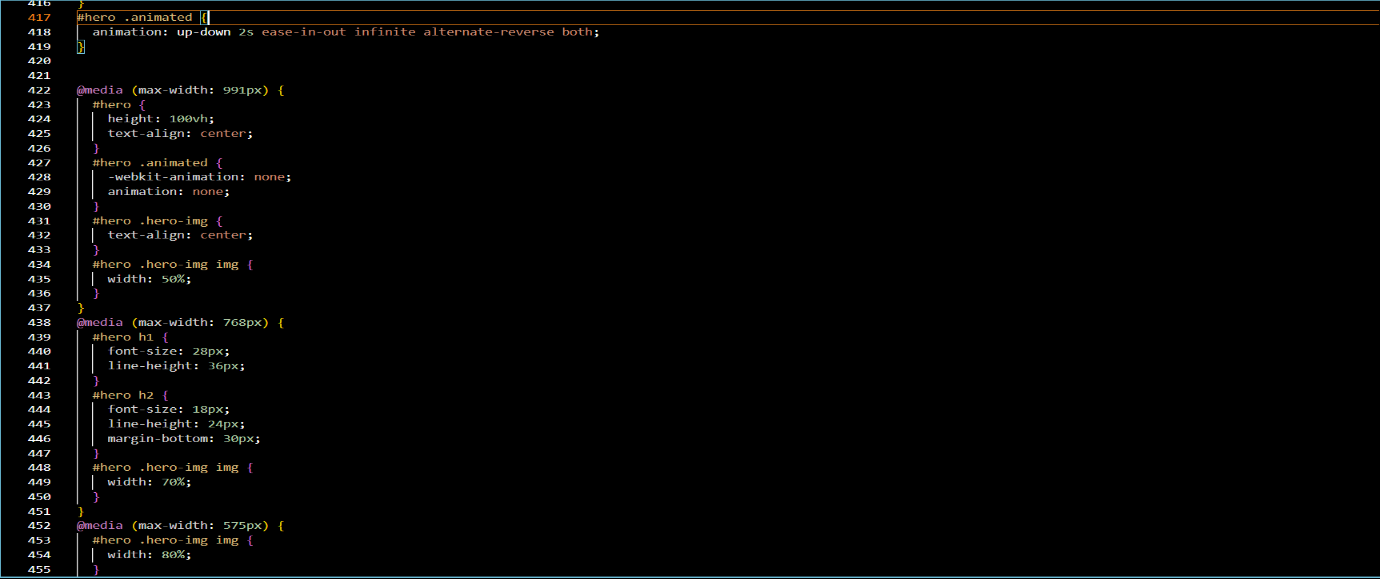 416 }
417 #hero .animated {
418   animation: up-down 2s ease-in-out infinite alternate-reverse both;
419 }
420
421
422 @media (max-width: 991px) {
423   #hero {
424     height: 100vh;
425     text-align: center;
426   }
427   #hero .animated {
428     -webkit-animation: none;
429     animation: none;
430   }
431   #hero .hero-img {
432     text-align: center;
433   }
434   #hero .hero-img img {
435     width: 50%;
436   }
437 }
438 @media (max-width: 768px) {
439   #hero h1 {
440     font-size: 28px;
441     line-height: 36px;
442   }
443   #hero h2 {
444     font-size: 18px;
445     line-height: 24px;
446     margin-bottom: 30px;
447   }
448   #hero .hero-img img {
449     width: 70%;
450   }
451 }
452 @media (max-width: 575px) {
453   #hero .hero-img img {
454     width: 80%;
455   }